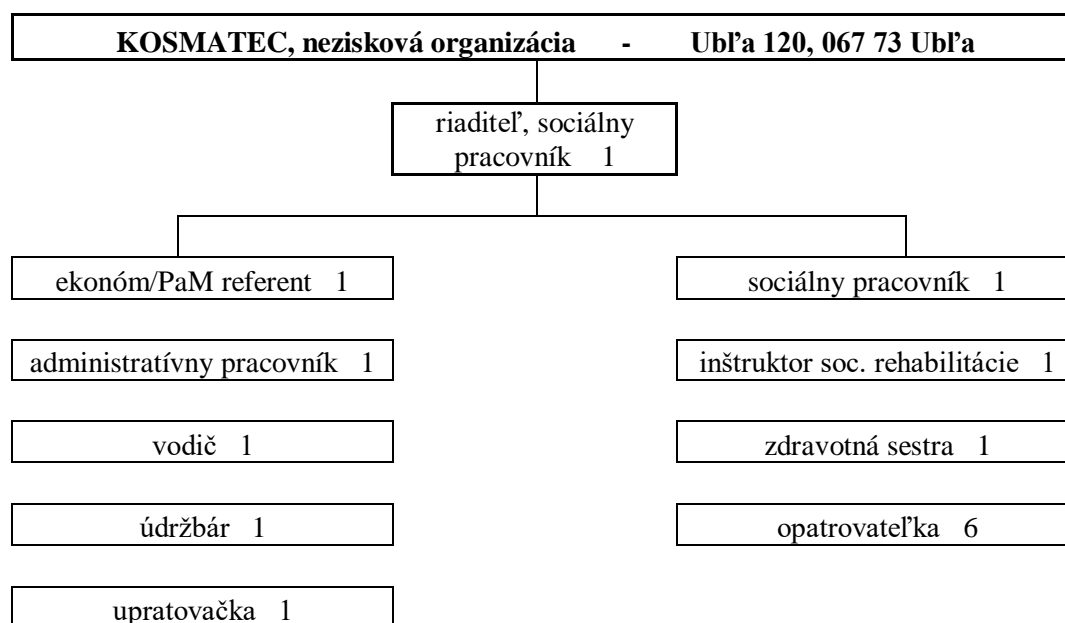 KOSMATEC, nezisková organizácia - Ubľa 120, 067 73 Ubľa
riaditeľ, sociálny
pracovník 1
ekonóm/PaM referent 1
sociálny pracovník 1
administratívny pracovník 1
inštruktor soc. rehabilitácie 1
vodič 1
zdravotná sestra 1
údržbár 1
opatrovateľka 6
upratovačka 1